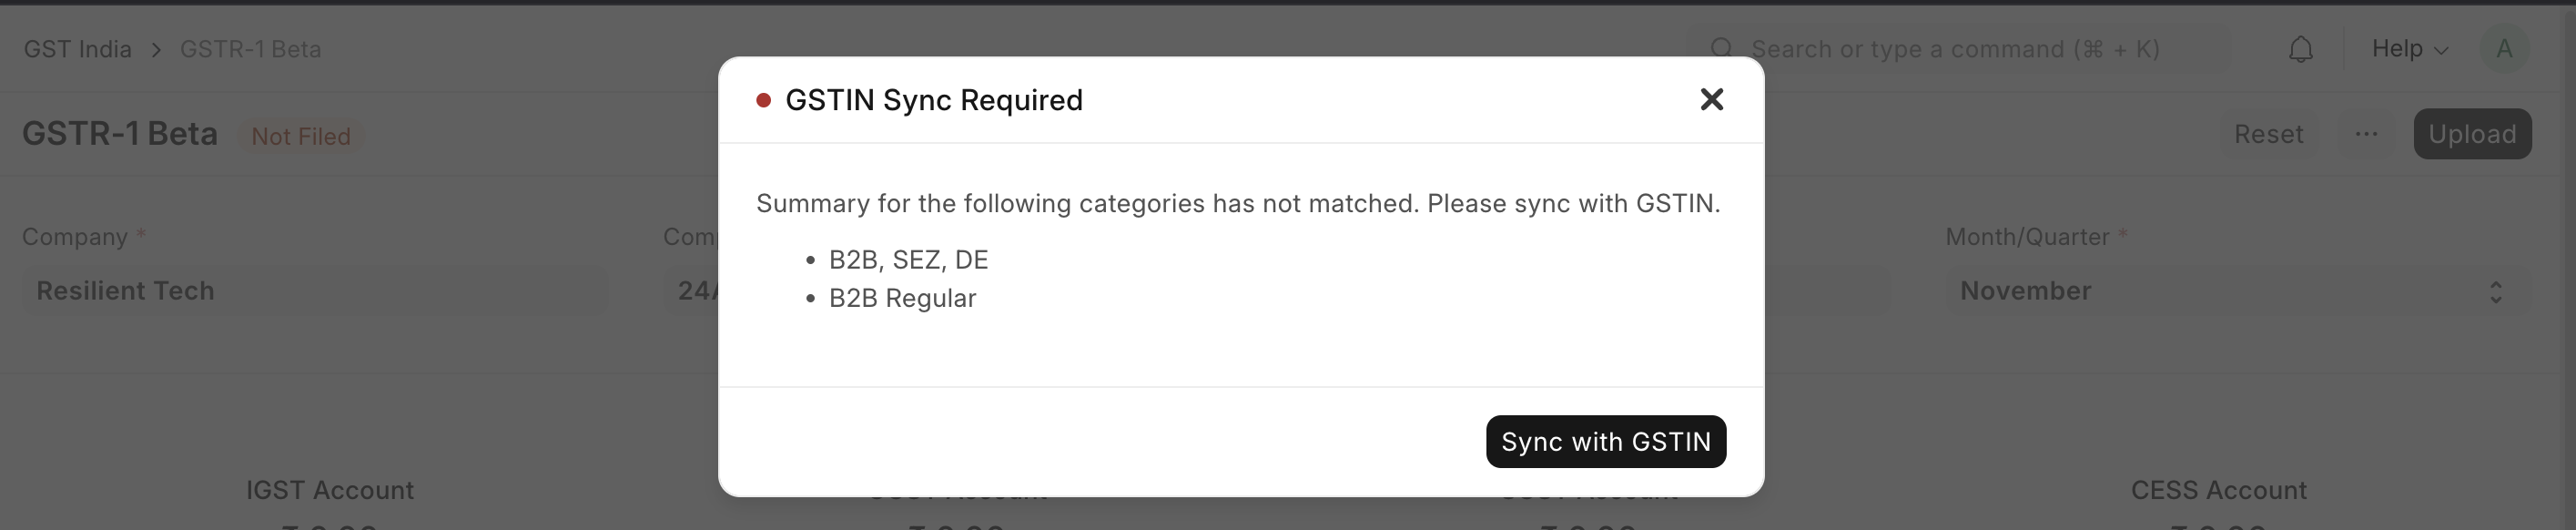 GST India > GSTR-1 Beta
Search or type a command (⌘ + K)
Help
A
GSTR-1 Beta
Not Filed
Reset
...
Upload
GSTIN Sync Required
Summary for the following categories has not matched. Please sync with GSTIN.
• B2B, SEZ, DE
• B2B Regular
Sync with GSTIN
Company *
Resilient Tech
Month/Quarter *
November
IGST Account
CESS Account